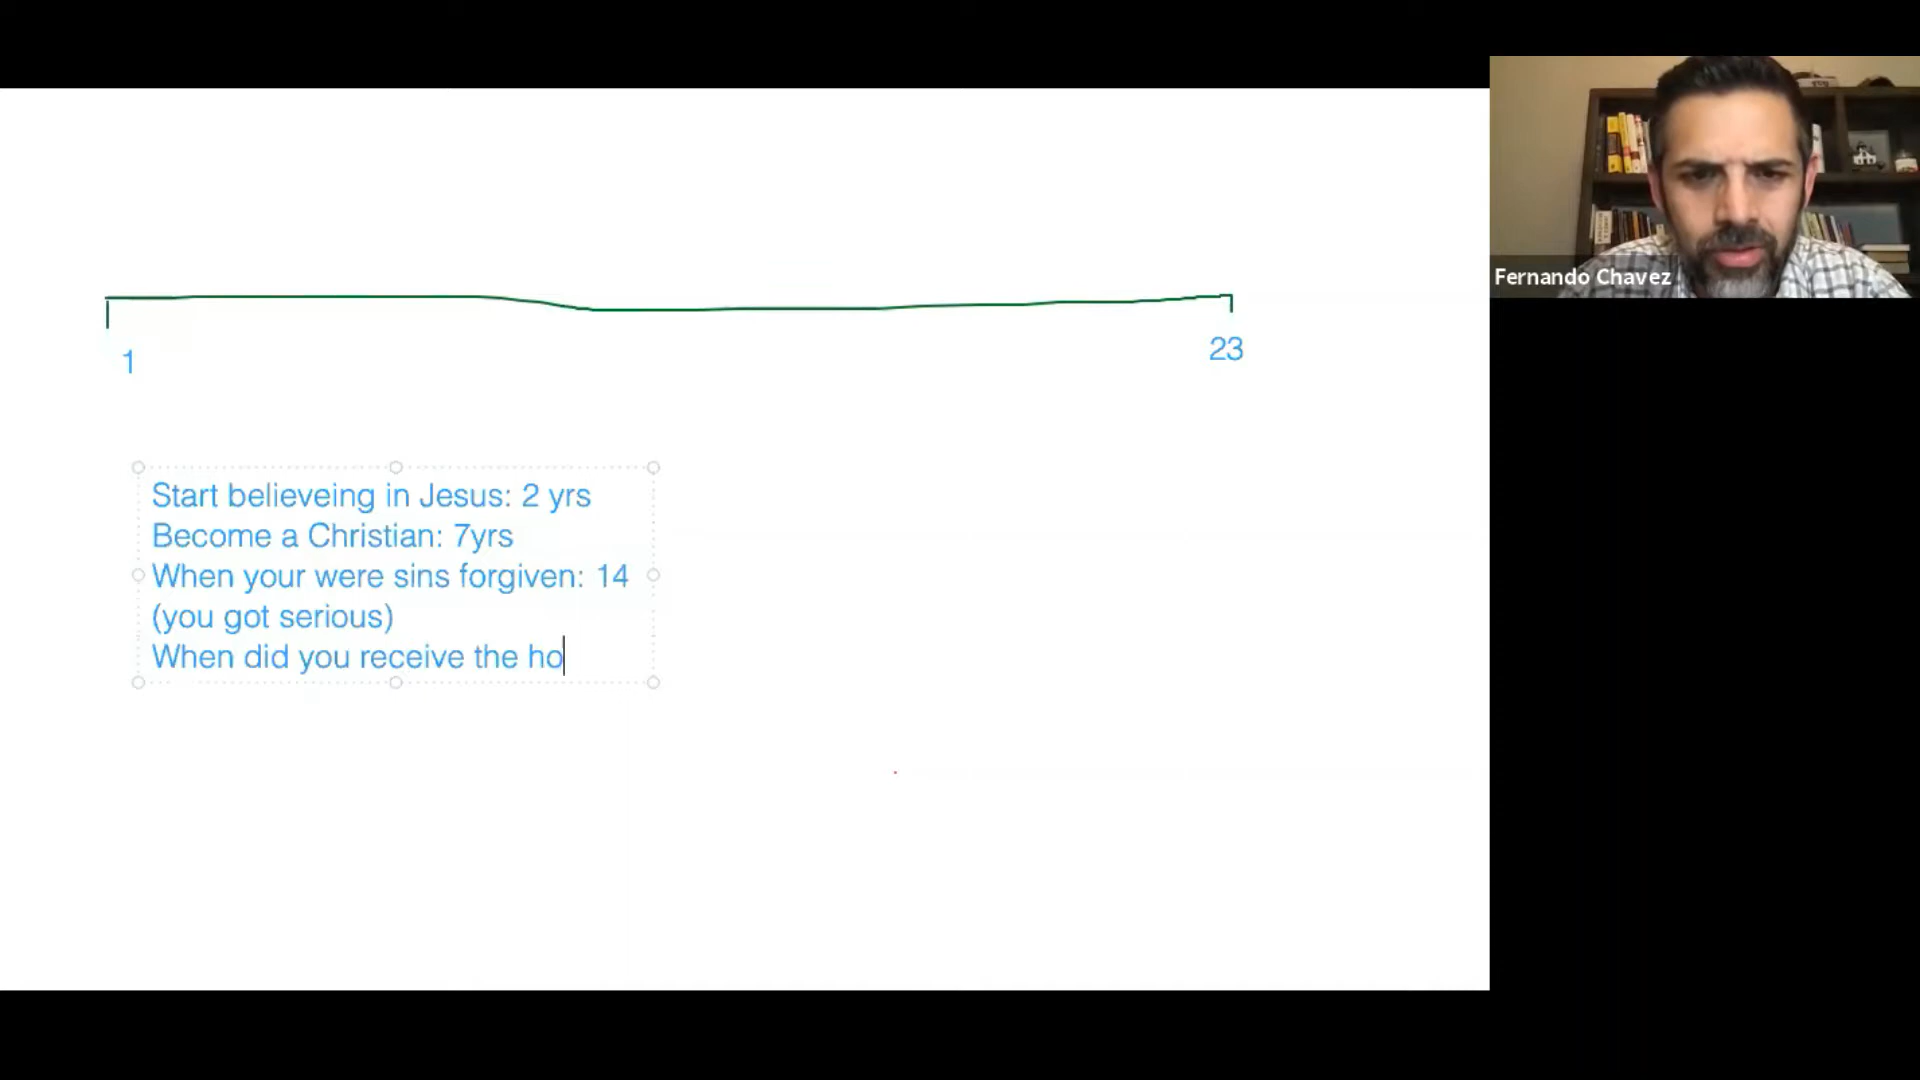 Fernando Chavez
1
23
Start believeing in Jesus: 2 yrs
Become a Christian: 7yrs
When your were sins forgiven: 14
(you got serious)
When did you receive the ho